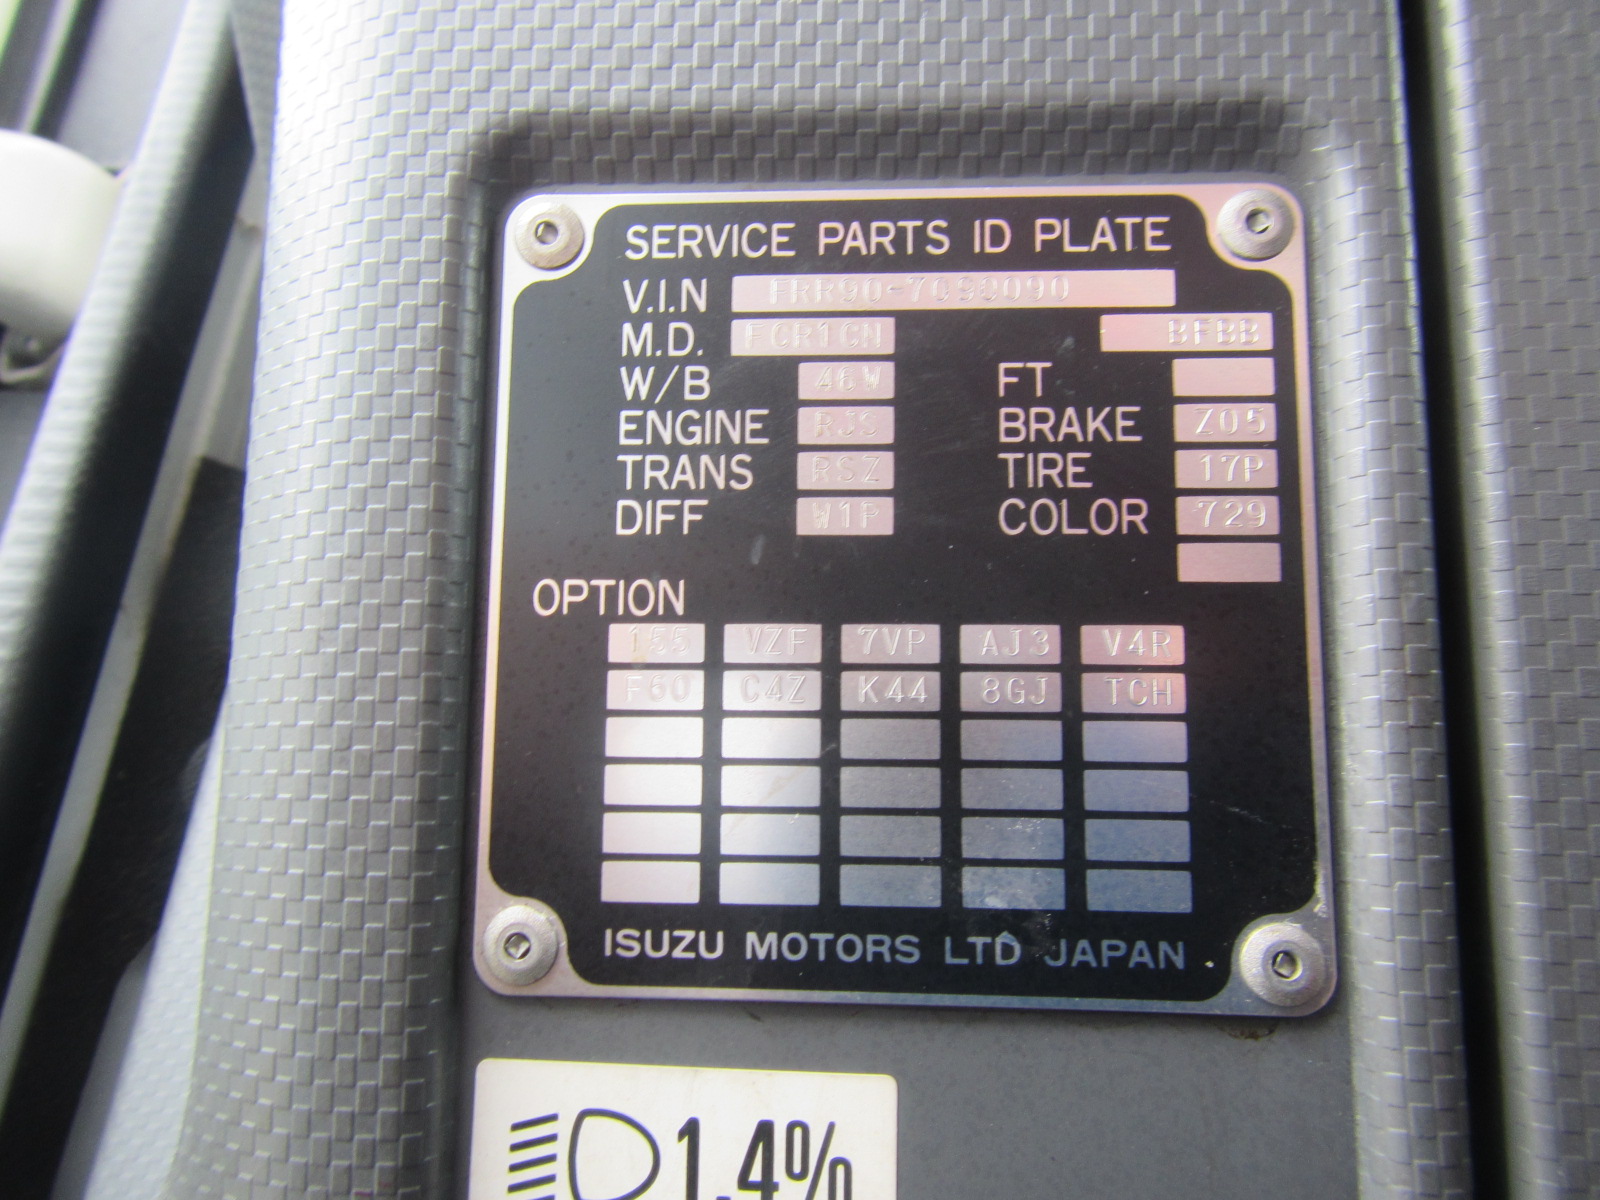 SERVICE PARTS ID PLATE
V.I.N FRR90-7090090
M.D. FCR1CN BFBB
W/B 46W FT
ENGINE RJS BRAKE Z05
TRANS RSZ TIRE 17P
DIFF W1P COLOR 729
OPTION
155 VZF 7VP AJ3 V4R
F60 C4Z K44 8GJ TCH
ISUZU MOTORS LTD JAPAN
1.4%